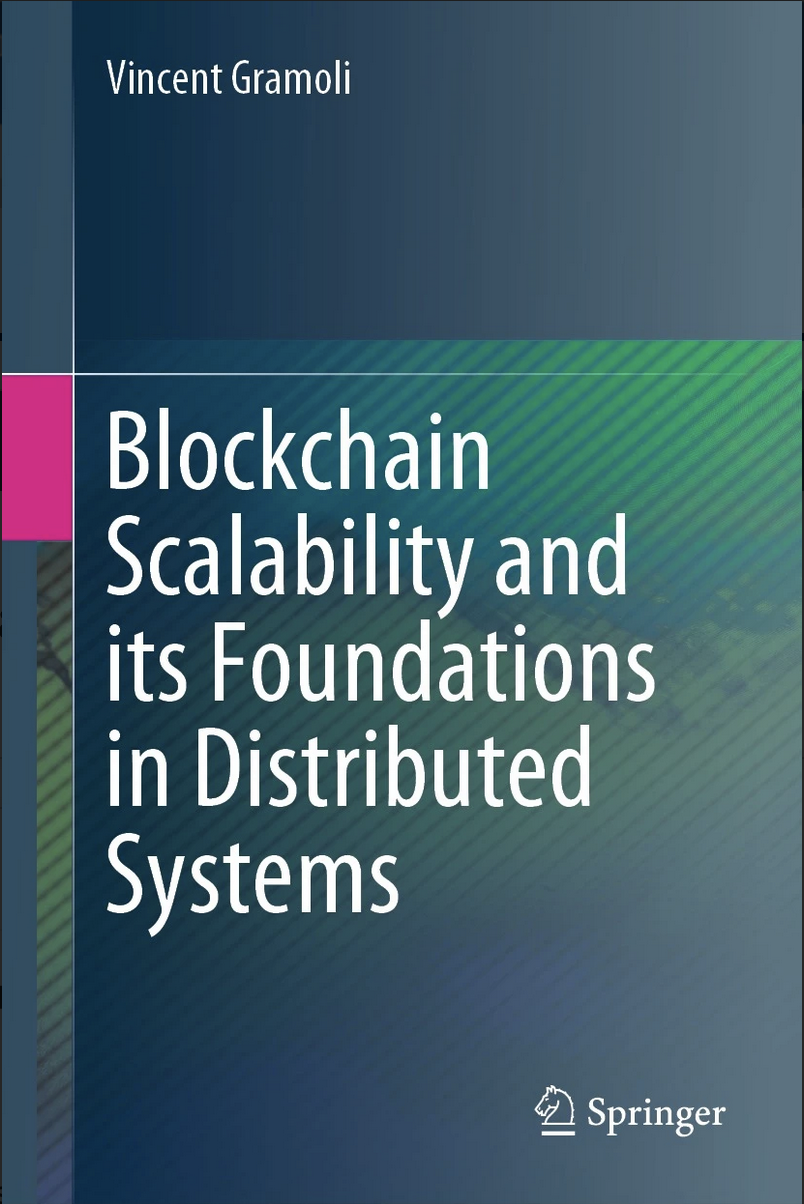 Vincent Gramoli
Blockchain
Scalability and
its Foundations
in Distributed
Systems
Springer